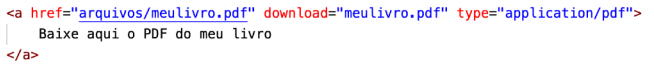 <a href="arquivos/meulivro.pdf" download="meulivro.pdf" type="application/pdf">
    Baixe aqui o PDF do meu livro
</a>